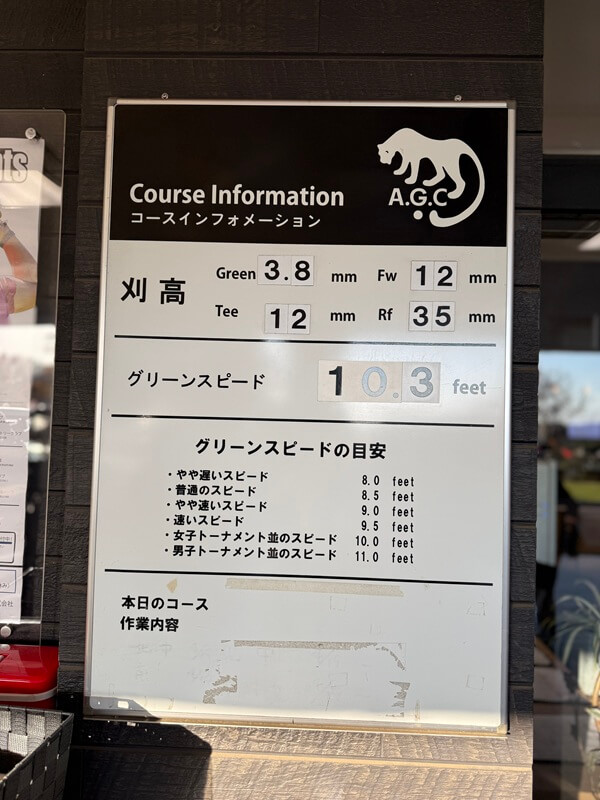 nts
A.G.C
Course Information
コースインフォメーション
刈高
Green 3.8 mm Fw 12 mm
Tee 12 mm Rf 35 mm
グリーンスピード 10.3 feet
グリーンスピードの目安
・やや遅いスピード 8.0 feet
・普通のスピード 8.5 feet
・やや速いスピード 9.0 feet
・速いスピード 9.5 feet
・女子トーナメント並のスピード 10.0 feet
・男子トーナメント並のスピード 11.0 feet
本日のコース
作業内容